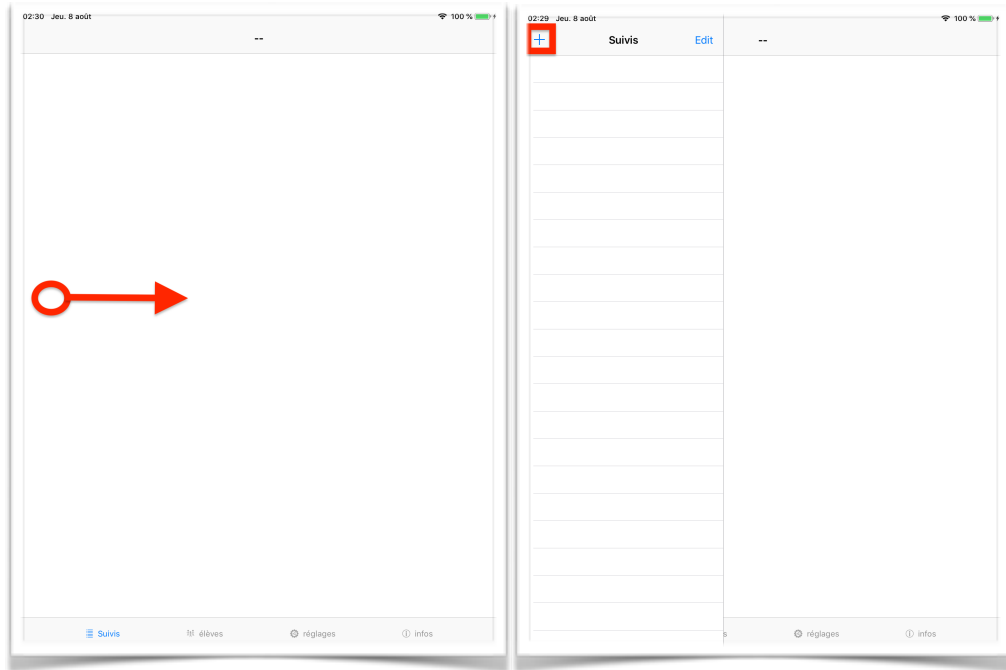 02:30 Jeu. 8 août 100 %
--
Suivis élèves réglages infos
02:29 Jeu. 8 août 100 %
Suivis Edit --
s réglages infos